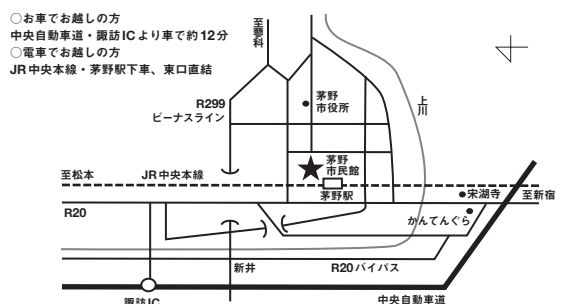 ○お車でお越しの方
中央自動車道・諏訪ICより車で約12分
○電車でお越しの方
JR中央本線・茅野駅下車、東口直結
至蓼科
R299
ビーナスライン
茅野
市役所
上川
茅野
市民館
至松本
JR中央本線
茅野駅
宋湖寺
至新宿
R20
かんてんぐら
新井
R20バイパス
諏訪IC
中央自動車道